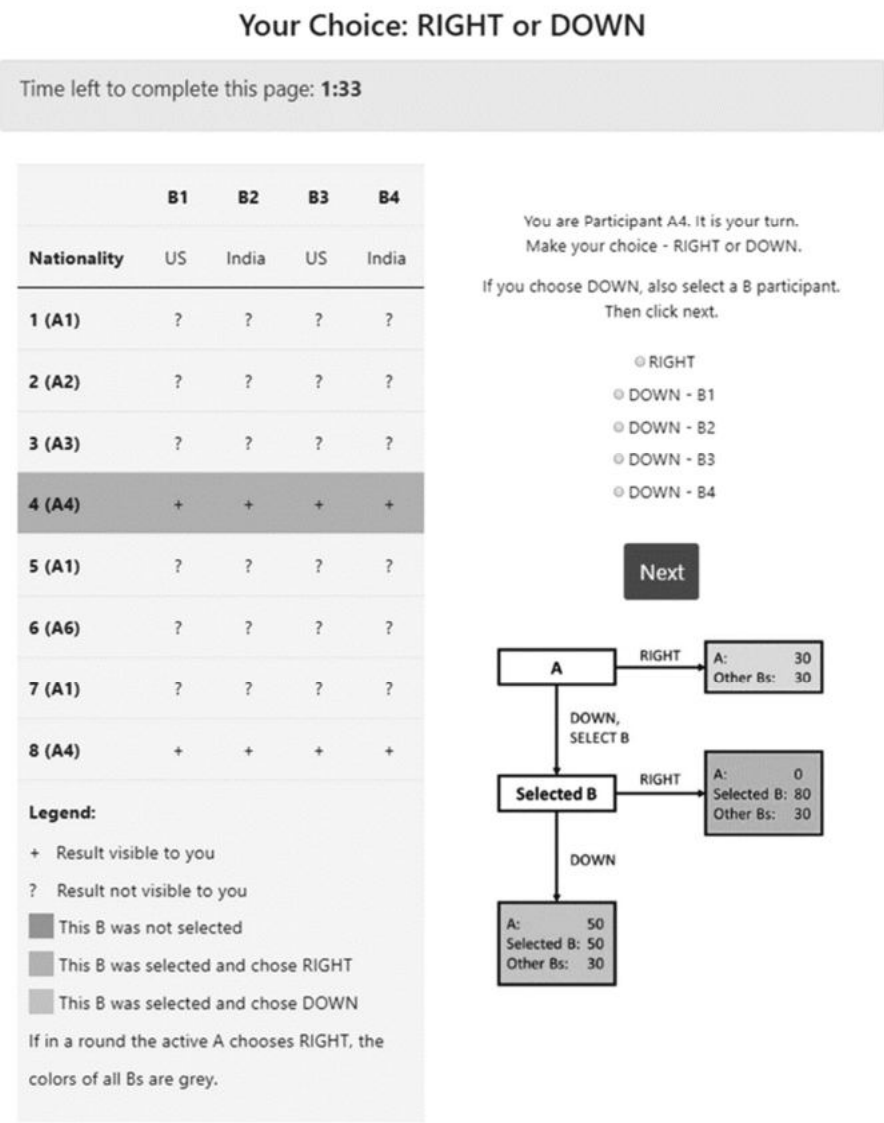 Your Choice: RIGHT or DOWN
Time left to complete this page: 1:33
B1 B2 B3 B4
Nationality US India US India
1 (A1) ? ? ? ?
2 (A2) ? ? ? ?
3 (A3) ? ? ? ?
4 (A4) + + + +
5 (A1) ? ? ? ?
6 (A6) ? ? ? ?
7 (A1) ? ? ? ?
8 (A4) + + + +
Legend:
+ Result visible to you
? Result not visible to you
This B was not selected
This B was selected and chose RIGHT
This B was selected and chose DOWN
If in a round the active A chooses RIGHT, the
colors of all Bs are grey.
You are Participant A4. It is your turn.
Make your choice - RIGHT or DOWN.
If you choose DOWN, also select a B participant.
Then click next.
RIGHT
DOWN - B1
DOWN - B2
DOWN - B3
DOWN - B4
Next
A
RIGHT
A: 30
Other Bs: 30
DOWN,
SELECT B
Selected B
RIGHT
A: 0
Selected B: 80
Other Bs: 30
DOWN
A: 50
Selected B: 50
Other Bs: 30